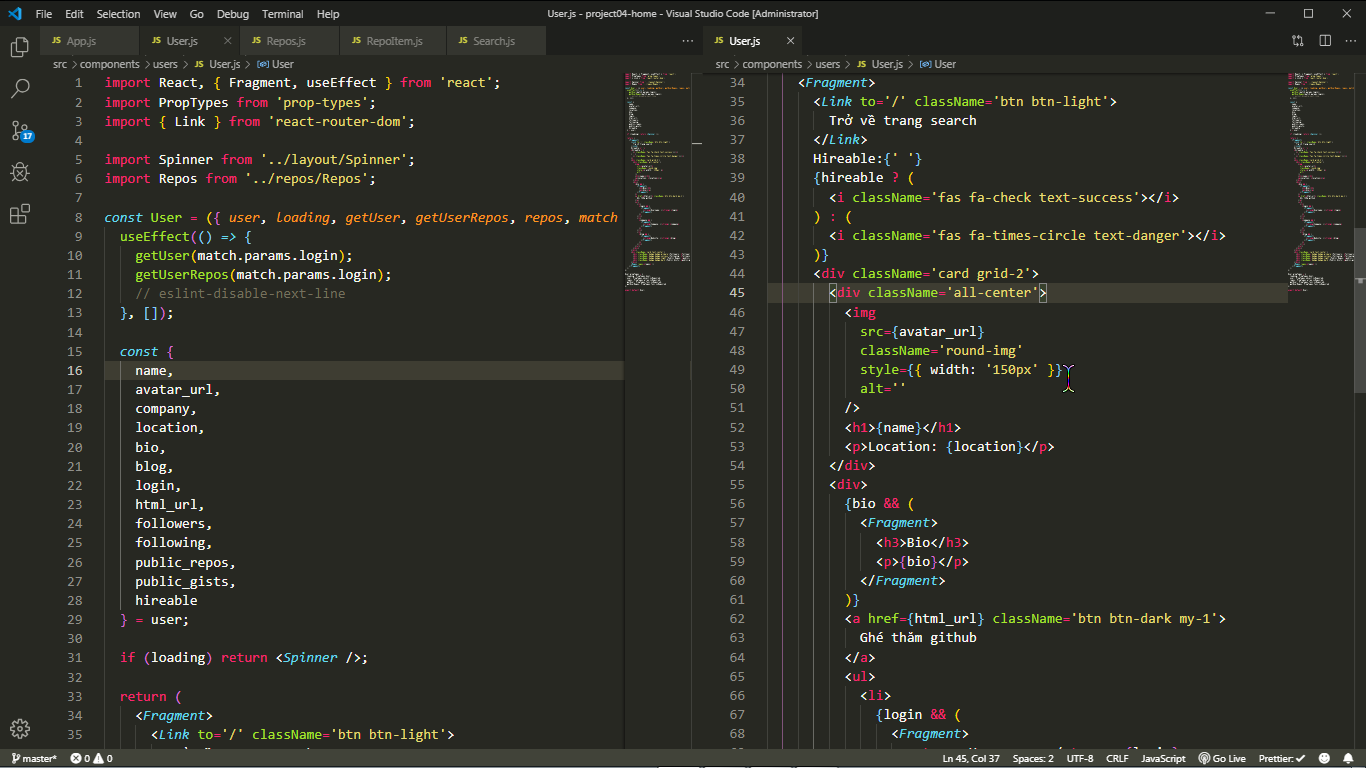 File Edit Selection View Go Debug Terminal Help
User.js - project04-home - Visual Studio Code [Administrator]
JS App.js
JS User.js
JS Repos.js
JS RepoItem.js
JS Search.js
JS User.js
src > components > users > JS User.js > User
1 import React, { Fragment, useEffect } from 'react';
2 import PropTypes from 'prop-types';
3 import { Link } from 'react-router-dom';
4
5 import Spinner from '../layout/Spinner';
6 import Repos from '../repos/Repos';
7
8 const User = ({ user, loading, getUser, getUserRepos, repos, match
9 useEffect(() => {
10 getUser(match.params.login);
11 getUserRepos(match.params.login);
12 // eslint-disable-next-line
13 }, []);
14
15 const {
16 name,
17 avatar_url,
18 company,
19 location,
20 bio,
21 blog,
22 login,
23 html_url,
24 followers,
25 following,
26 public_repos,
27 public_gists,
28 hireable
29 } = user;
30
31 if (loading) return <Spinner />;
32
33 return (
34 <Fragment>
35 <Link to='/' className='btn btn-light'>
src > components > users > JS User.js > User
34 <Fragment>
35 <Link to='/' className='btn btn-light'>
36 Trở về trang search
37 </Link>
38 Hireable:{' '}
39 {hireable ? (
40 <i className='fas fa-check text-success'></i>
41 ) : (
42 <i className='fas fa-times-circle text-danger'></i>
43 )}
44 <div className='card grid-2'>
45 <div className='all-center'>
46 <img
47 src={avatar_url}
48 className='round-img'
49 style={{ width: '150px' }}
50 alt=''
51 />
52 <h1>{name}</h1>
53 <p>Location: {location}</p>
54 </div>
55 <div>
56 {bio && (
57 <Fragment>
58 <h3>Bio</h3>
59 <p>{bio}</p>
60 </Fragment>
61 )}
62 <a href={html_url} className='btn btn-dark my-1'>
63 Ghé thăm github
64 </a>
65 <ul>
66 <li>
67 {login && (
68 <Fragment>
17
master* 0 0
Ln 45, Col 37 Spaces: 2 UTF-8 CRLF JavaScript Go Live Prettier: ✓